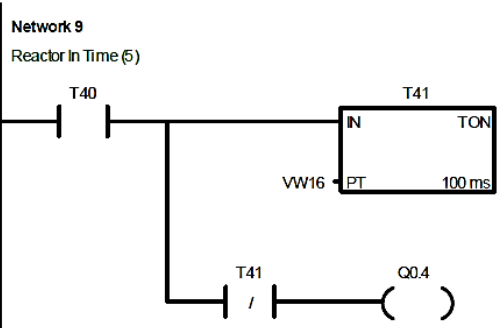 Network 9
Reactor In Time (5)
T40
T41
IN TON
VW16 PT 100 ms
T41 Q0.4
/